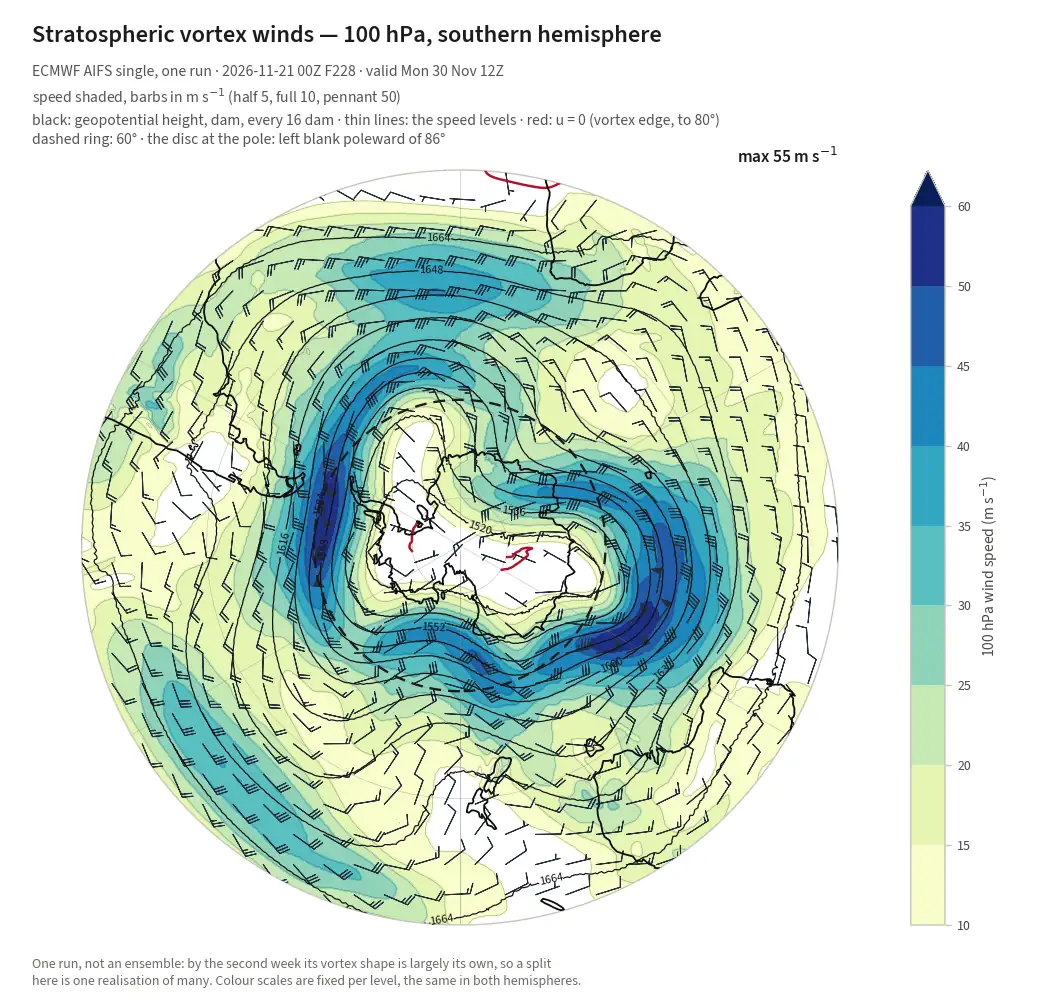 Stratospheric vortex winds — 100 hPa, southern hemisphere
ECMWF AIFS single, one run · 2026-11-21 00Z F228 · valid Mon 30 Nov 12Z
speed shaded, barbs in m s⁻¹ (half 5, full 10, pennant 50)
black: geopotential height, dam, every 16 dam · thin lines: the speed levels · red: u = 0 (vortex edge, to 80°)
dashed ring: 60° · the disc at the pole: left blank poleward of 86°
max 55 m s⁻¹
60
50
45
40
35
30
25
20
15
10
100 hPa wind speed (m s⁻¹)
1664
1648
1536
1520
1616
1552
1664
1664
One run, not an ensemble: by the second week its vortex shape is largely its own, so a split
here is one realisation of many. Colour scales are fixed per level, the same in both hemispheres.